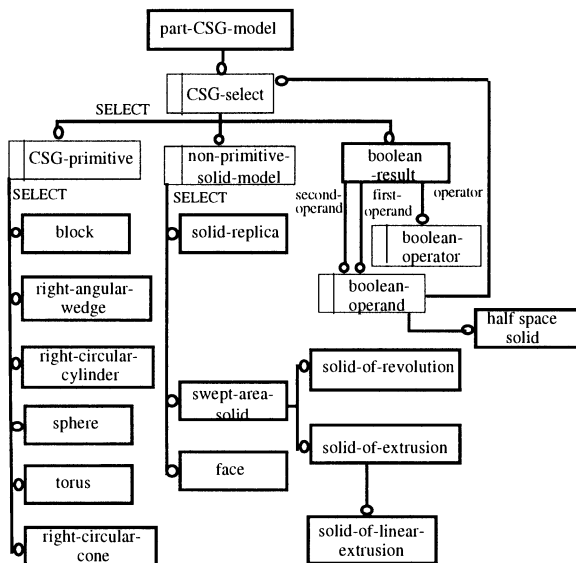 part-CSG-model
CSG-select
SELECT
CSG-primitive
non-primitive-
solid-model
boolean
-result
SELECT
SELECT
second-
operand
first-
operand
operator
block
solid-replica
boolean-
operator
right-angular-
wedge
boolean-
operand
half space
solid
right-circular-
cylinder
solid-of-revolution
swept-area-
solid
sphere
solid-of-extrusion
torus
face
right-circular-
cone
solid-of-linear-
extrusion